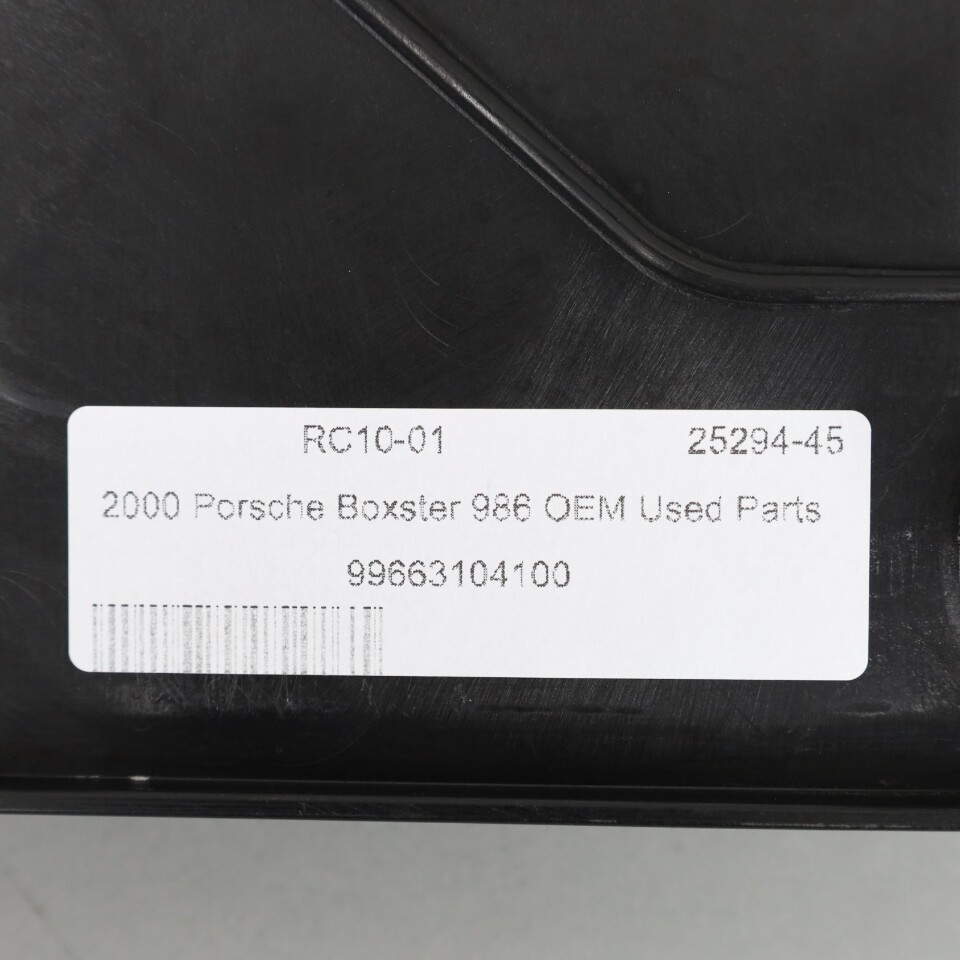 RC10-01 25294-45
2000 Porsche Boxster 986 OEM Used Parts
99663104100